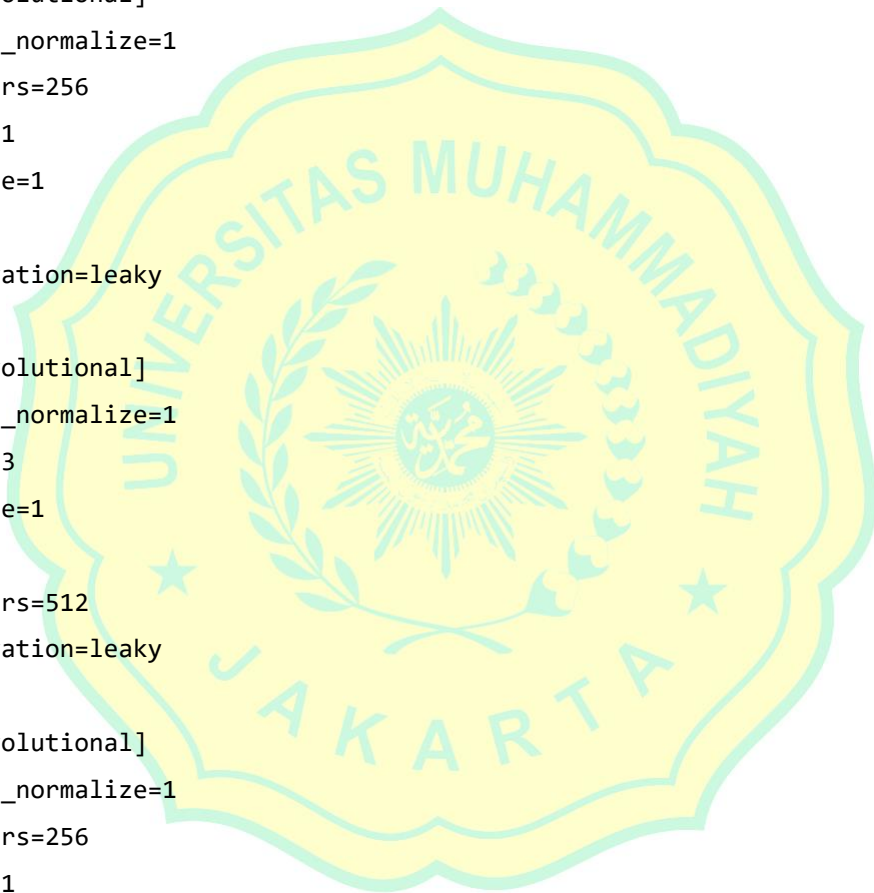 olutional]
_normalize=1
rs=256
1
e=1
ation=leaky
olutional]
_normalize=1
3
e=1
rs=512
ation=leaky
olutional]
_normalize=1
rs=256
1
UNIVERSITAS MUHAMMADIYAH
JAKARTA